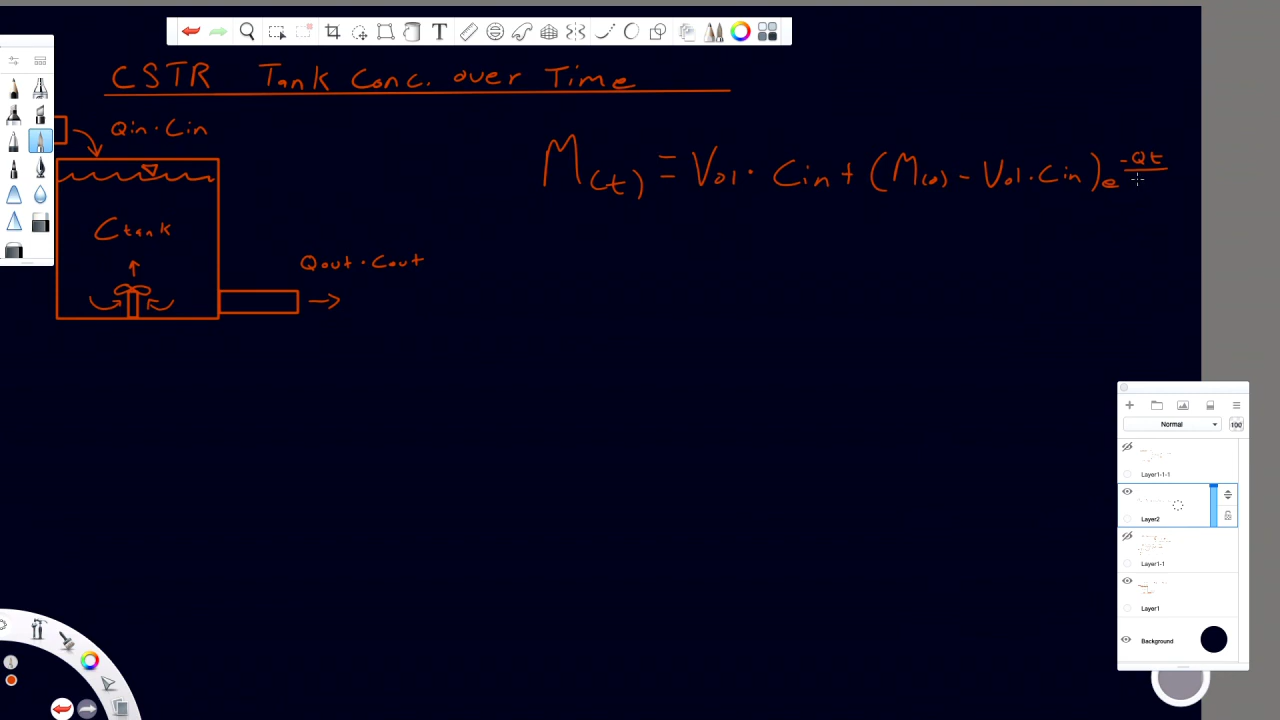 CSTR Tank Conc. over Time
Qin · Cin
M(t) = Vol · Cin + (M(o) - Vol · Cin)e^-Qt/
Ctank
Qout · Cout
Normal
100
Layer1-1-1
Layer2
Layer1-1
Layer1
Background
T